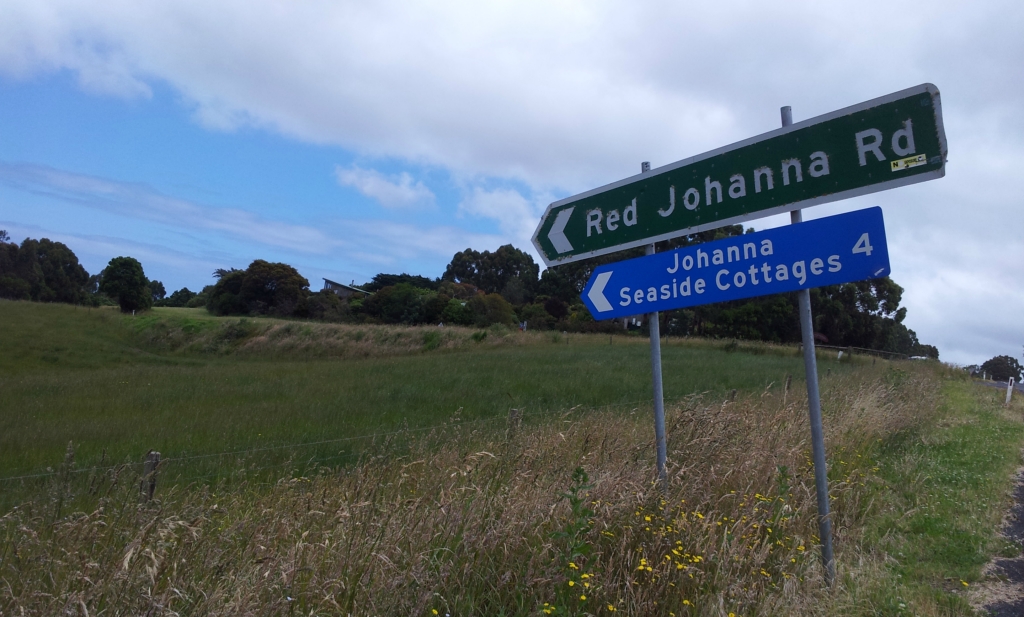 Red Johanna Rd
Johanna
Seaside Cottages 4